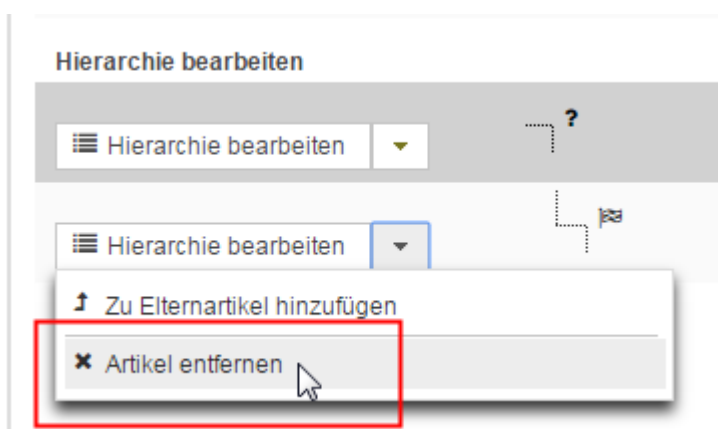 Hierarchie bearbeiten
?
Hierarchie bearbeiten
Hierarchie bearbeiten
Zu Elternartikel hinzufügen
Artikel entfernen